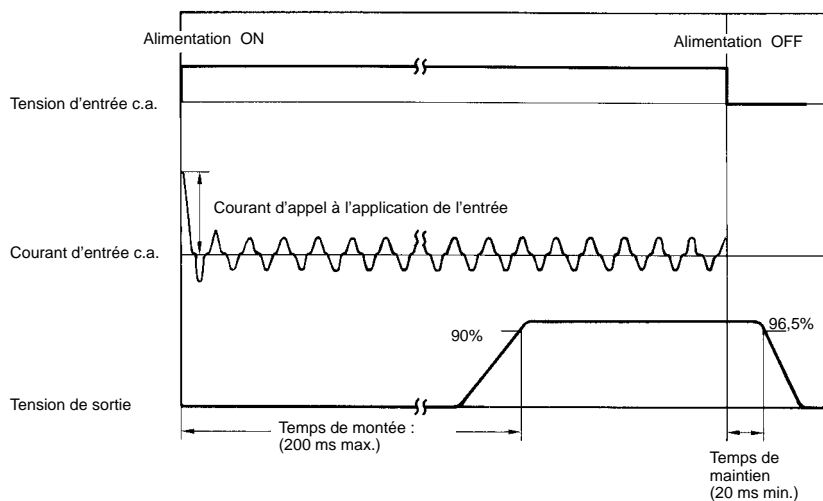 Alimentation ON
Alimentation OFF
Tension d'entrée c.a.
Courant d'appel à l'application de l'entrée
Courant d'entrée c.a.
90%
96,5%
Tension de sortie
Temps de montée :
(200 ms max.)
Temps de
maintien
(20 ms min.)